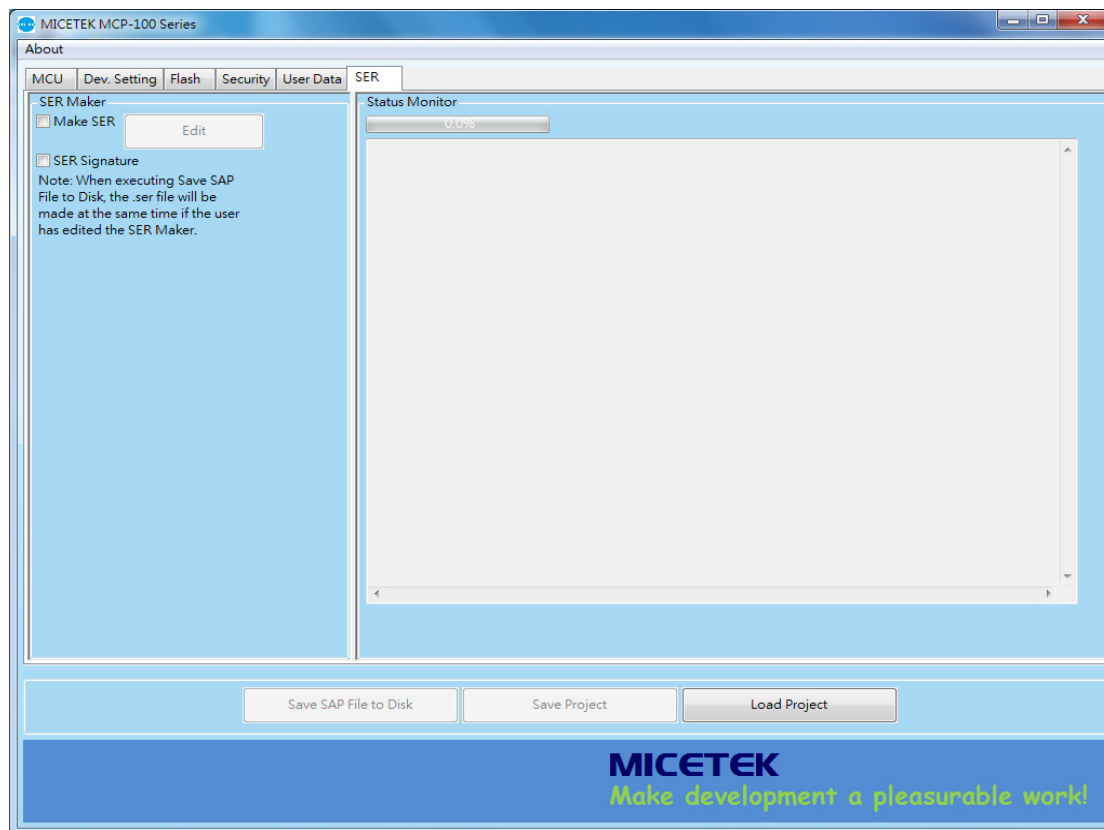 MICETEK MCP-100 Series
About
MCU Dev. Setting Flash Security User Data SER
SER Maker
Make SER Edit
SER Signature
Note: When executing Save SAP
File to Disk, the .ser file will be
made at the same time if the user
has edited the SER Maker.
Status Monitor
0.0%
Save SAP File to Disk Save Project Load Project
MICETEK
Make development a pleasurable work!